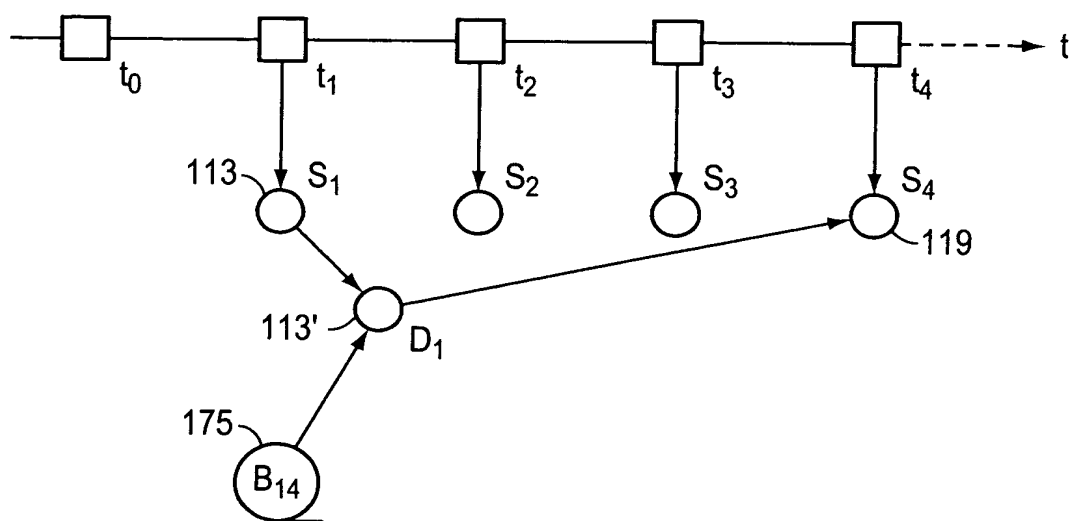 t
t₀ t₁ t₂ t₃ t₄
113 S₁ S₂ S₃ S₄
119
113' D₁
175
B₁₄